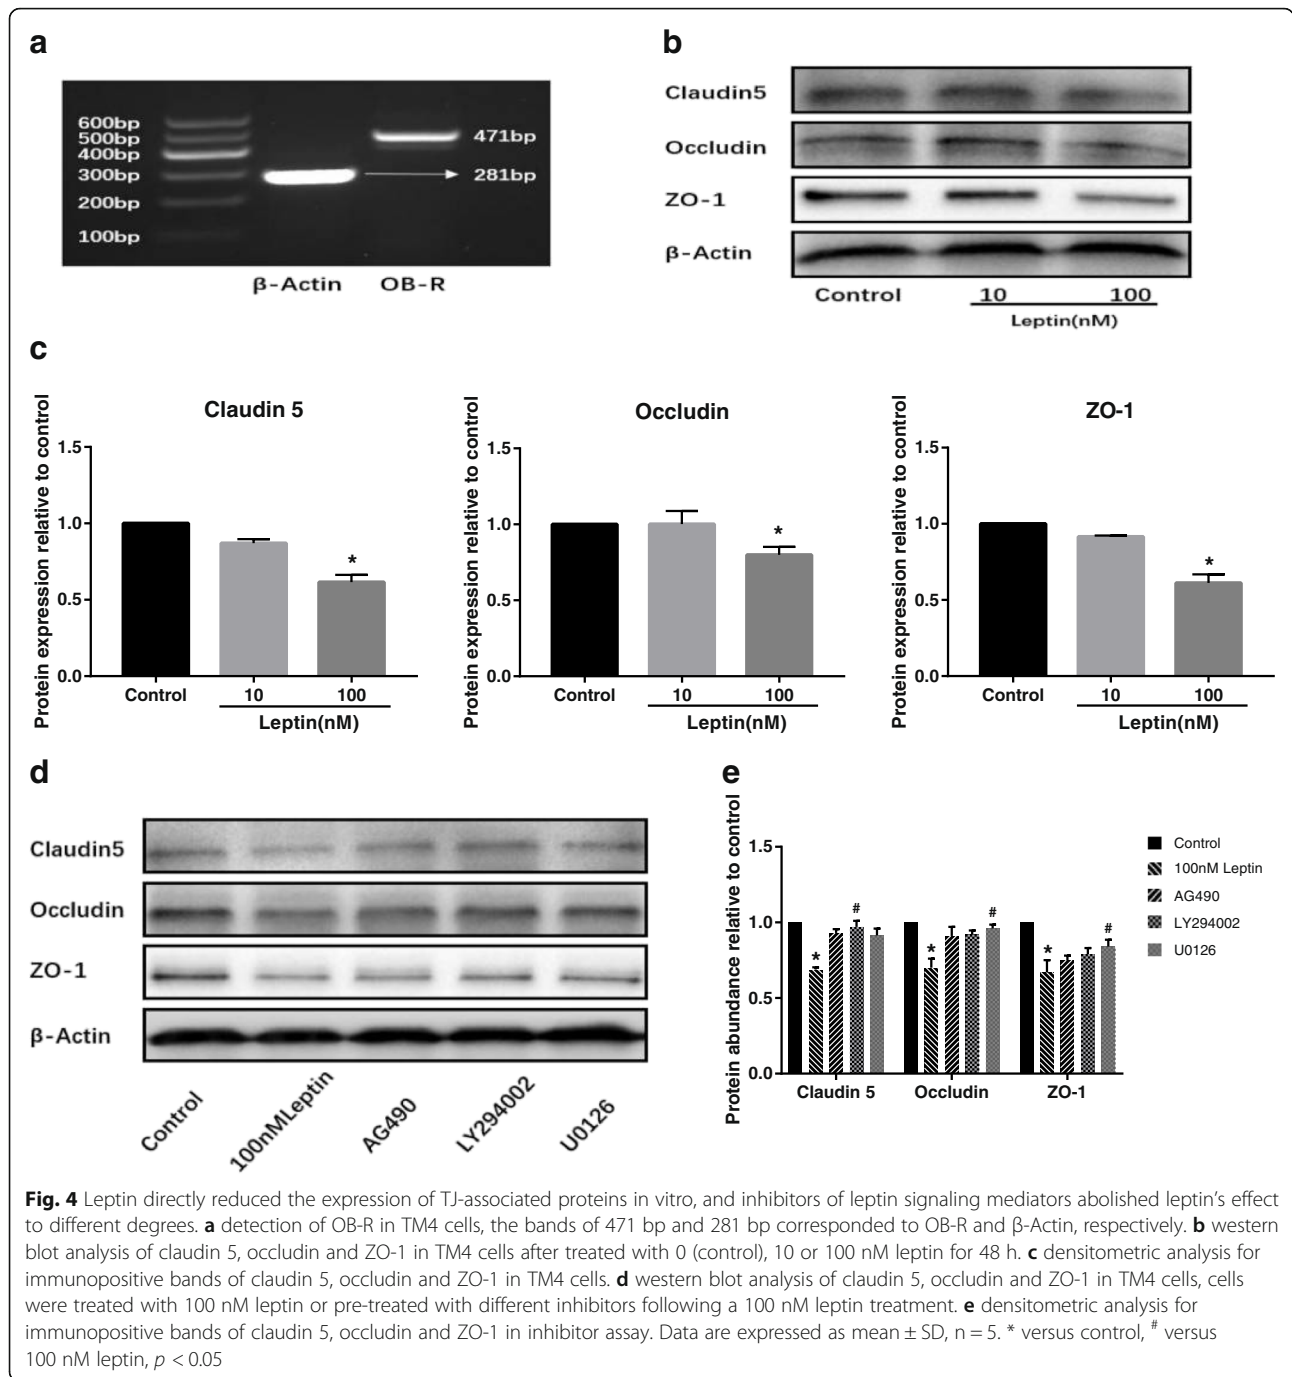 a
600bp
500bp
400bp
300bp
200bp
100bp
471bp
281bp
β-Actin OB-R
b
Claudin5
Occludin
ZO-1
β-Actin
Control 10 100
Leptin(nM)
c
Claudin 5
Protein expression relative to control
1.5
1.0
0.5
0.0
*
Control 10 100
Leptin(nM)
Occludin
Protein expression relative to control
1.5
1.0
0.5
0.0
*
Control 10 100
Leptin(nM)
ZO-1
Protein expression relative to control
1.5
1.0
0.5
0.0
*
Control 10 100
Leptin(nM)
d
Claudin5
Occludin
ZO-1
β-Actin
Control
100nMLeptin
AG490
LY294002
U0126
e
Protein abundance relative to control
1.5
1.0
0.5
0.0
* # * # * #
Claudin 5 Occludin ZO-1
Control
100nM Leptin
AG490
LY294002
U0126
Fig. 4 Leptin directly reduced the expression of TJ-associated proteins in vitro, and inhibitors of leptin signaling mediators abolished leptin's effect
to different degrees. a detection of OB-R in TM4 cells, the bands of 471 bp and 281 bp corresponded to OB-R and β-Actin, respectively. b western
blot analysis of claudin 5, occludin and ZO-1 in TM4 cells after treated with 0 (control), 10 or 100 nM leptin for 48 h. c densitometric analysis for
immunopositive bands of claudin 5, occludin and ZO-1 in TM4 cells. d western blot analysis of claudin 5, occludin and ZO-1 in TM4 cells, cells
were treated with 100 nM leptin or pre-treated with different inhibitors following a 100 nM leptin treatment. e densitometric analysis for
immunopositive bands of claudin 5, occludin and ZO-1 in inhibitor assay. Data are expressed as mean ± SD, n = 5. * versus control, # versus
100 nM leptin, p < 0.05